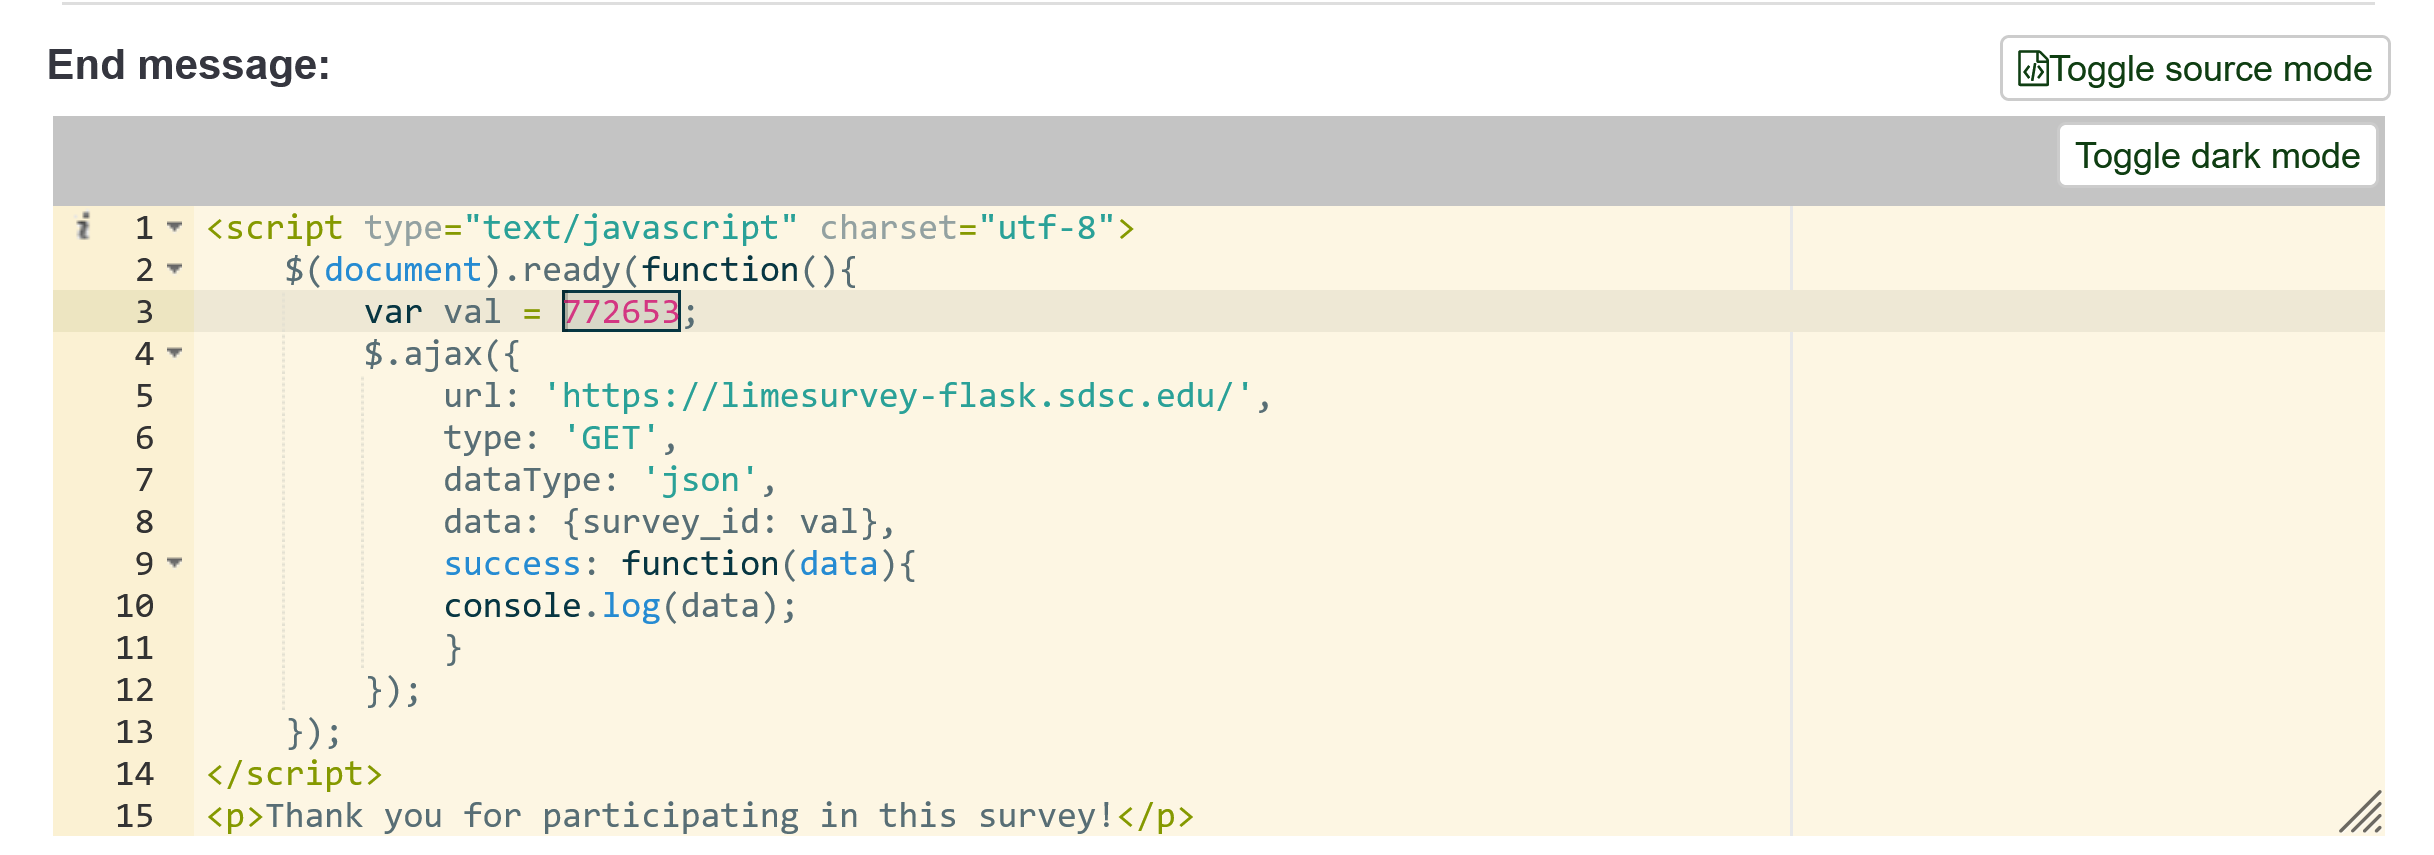 End message:
Toggle source mode
Toggle dark mode
1 <script type="text/javascript" charset="utf-8">
2     $(document).ready(function(){
3         var val = 772653;
4         $.ajax({
5             url: 'https://limesurvey-flask.sdsc.edu/',
6             type: 'GET',
7             dataType: 'json',
8             data: {survey_id: val},
9             success: function(data){
10             console.log(data);
11             }
12         });
13     });
14 </script>
15 <p>Thank you for participating in this survey!</p>